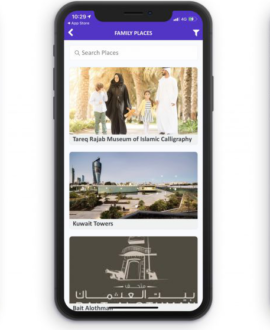 10:29
App Store
4G
FAMILY PLACES
Search Places
Tareq Rajab Museum of Islamic Calligraphy
Kuwait Towers
متحف
بيت العثمان
Bait Alothman